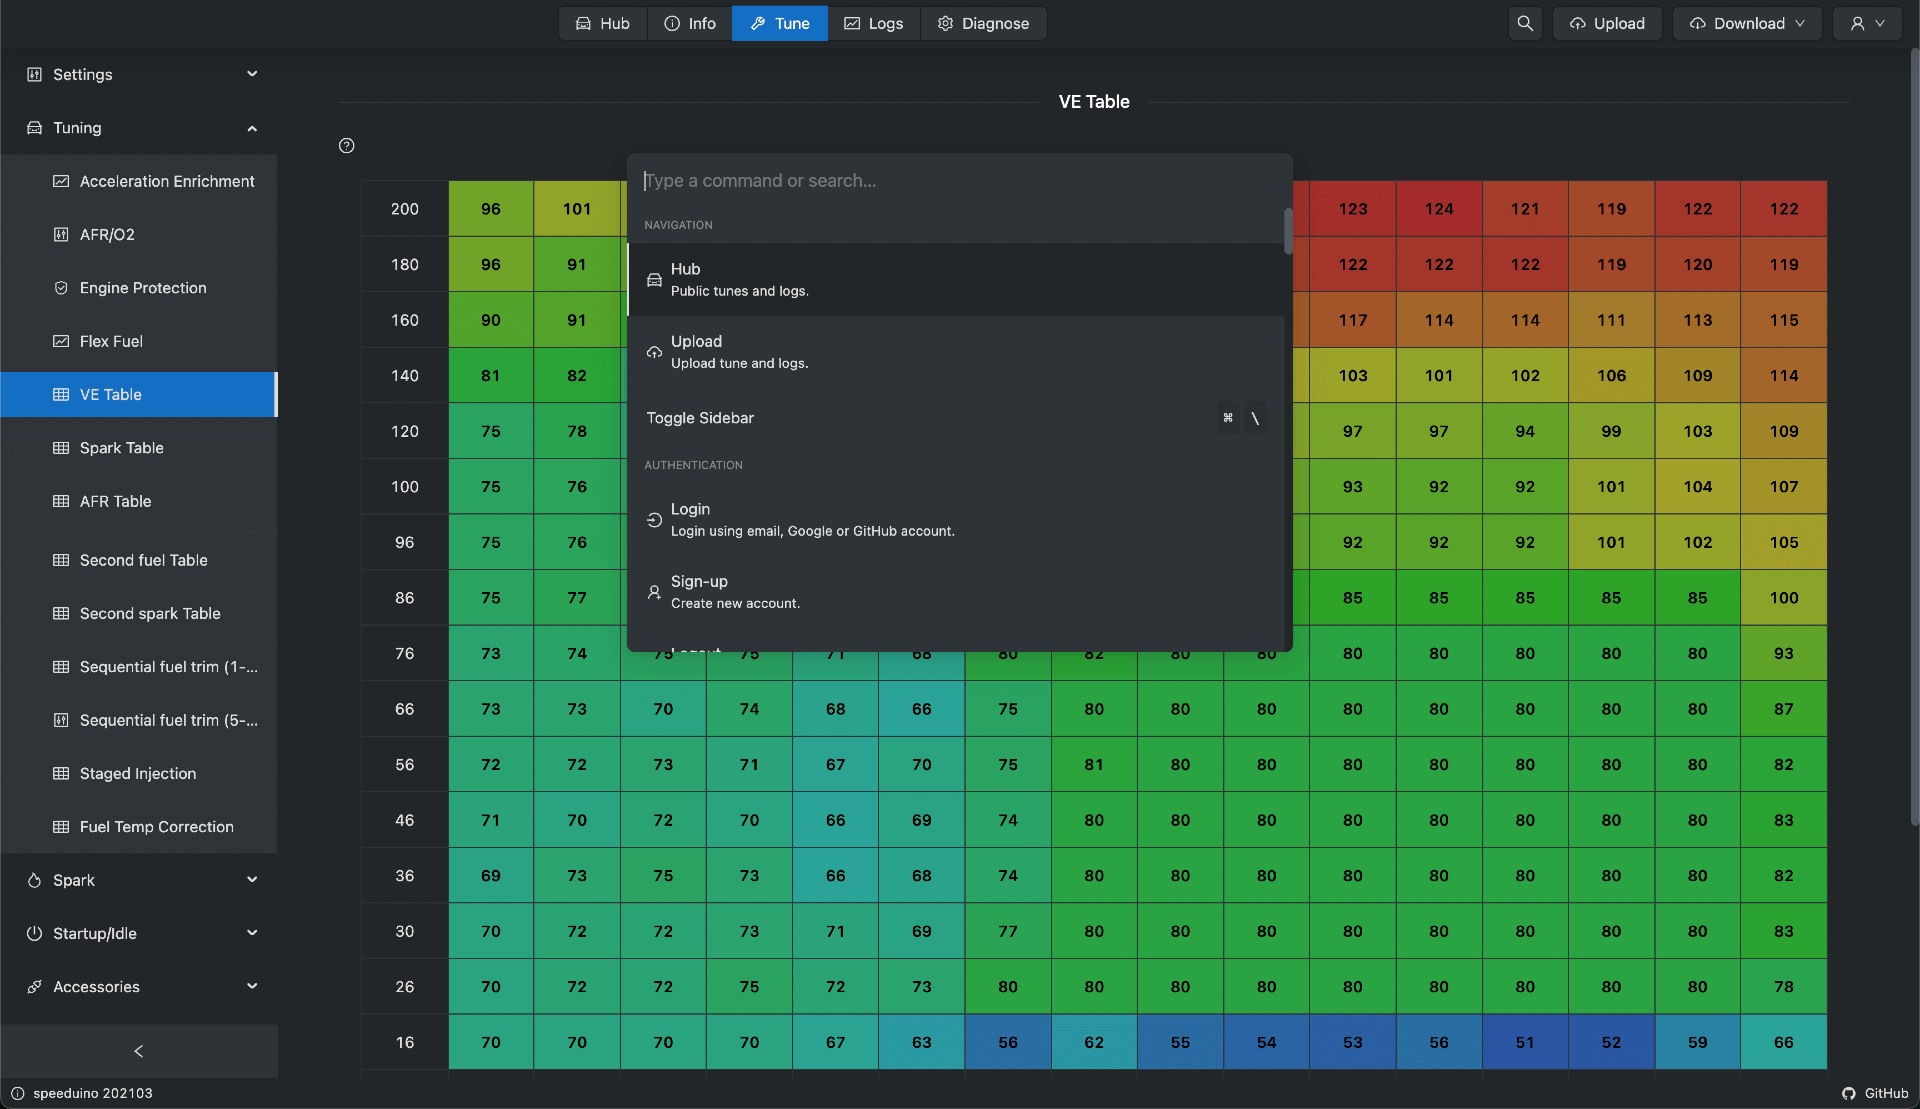 Hub
Info
Tune
Logs
Diagnose
Upload
Download
Settings
Tuning
Acceleration Enrichment
AFR/O2
Engine Protection
Flex Fuel
VE Table
Spark Table
AFR Table
Second fuel Table
Second spark Table
Sequential fuel trim (1-...
Sequential fuel trim (5-...
Staged Injection
Fuel Temp Correction
Spark
Startup/Idle
Accessories
VE Table
Type a command or search...
NAVIGATION
Hub
Public tunes and logs.
Upload
Upload tune and logs.
Toggle Sidebar ⌘ \
AUTHENTICATION
Login
Login using email, Google or GitHub account.
Sign-up
Create new account.
Logout
200 96 101 123 124 121 119 122 122
180 96 91 122 122 122 119 120 119
160 90 91 117 114 114 111 113 115
140 81 82 103 101 102 106 109 114
120 75 78 97 97 94 99 103 109
100 75 76 93 92 92 101 104 107
96 75 76 92 92 92 101 102 105
86 75 77 85 85 85 85 85 100
76 73 74 75 75 71 68 80 82 80 80 80 80 80 80 80 93
66 73 73 70 74 68 66 75 80 80 80 80 80 80 80 80 87
56 72 72 73 71 67 70 75 81 80 80 80 80 80 80 80 82
46 71 70 72 70 66 69 74 80 80 80 80 80 80 80 80 83
36 69 73 75 73 66 68 74 80 80 80 80 80 80 80 80 82
30 70 72 72 73 71 69 77 80 80 80 80 80 80 80 80 83
26 70 72 72 75 72 73 80 80 80 80 80 80 80 80 80 78
16 70 70 70 70 67 63 56 62 55 54 53 56 51 52 59 66
speeduino 202103
GitHub